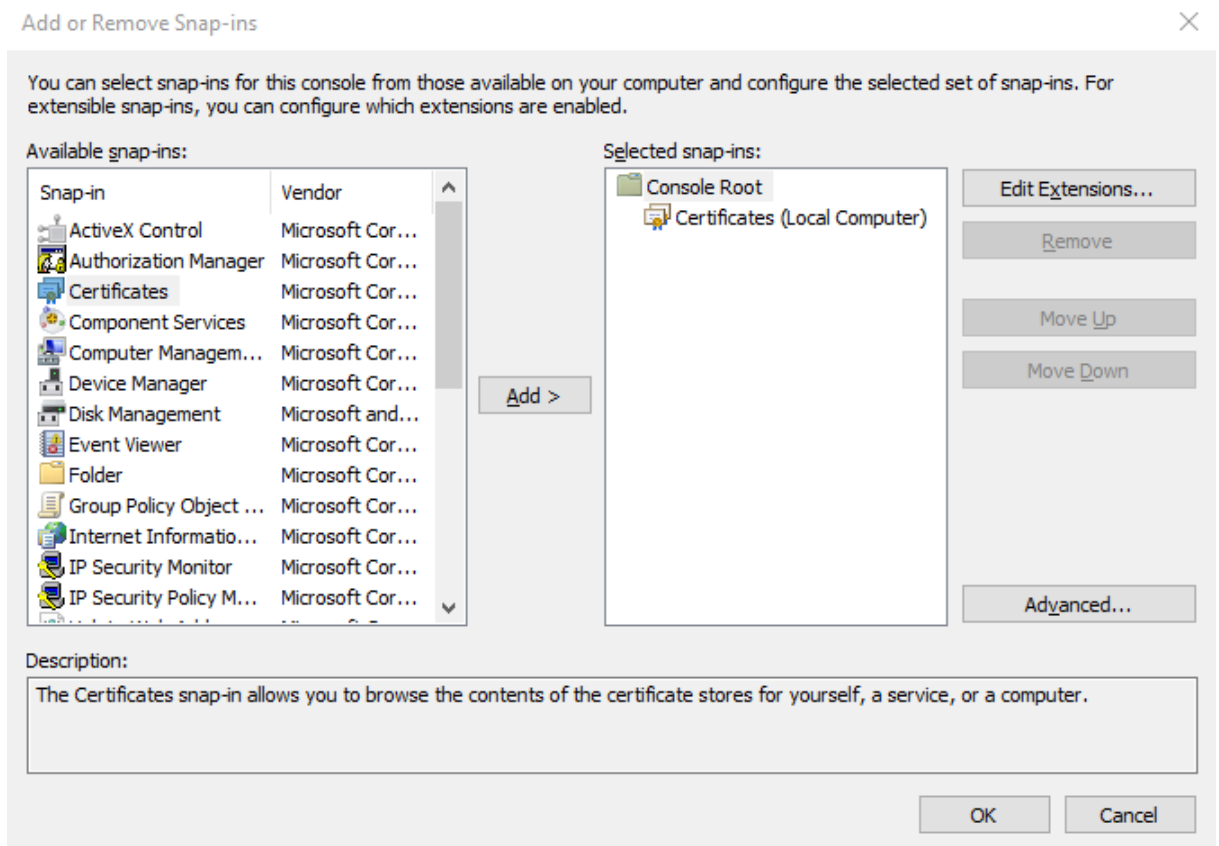 Add or Remove Snap-ins
You can select snap-ins for this console from those available on your computer and configure the selected set of snap-ins. For
extensible snap-ins, you can configure which extensions are enabled.
Available snap-ins:
Snap-in Vendor
ActiveX Control Microsoft Cor...
Authorization Manager Microsoft Cor...
Certificates Microsoft Cor...
Component Services Microsoft Cor...
Computer Managem... Microsoft Cor...
Device Manager Microsoft Cor...
Disk Management Microsoft and...
Event Viewer Microsoft Cor...
Folder Microsoft Cor...
Group Policy Object ... Microsoft Cor...
Internet Informatio... Microsoft Cor...
IP Security Monitor Microsoft Cor...
IP Security Policy M... Microsoft Cor...
Add >
Selected snap-ins:
Console Root
Certificates (Local Computer)
Edit Extensions...
Remove
Move Up
Move Down
Advanced...
Description:
The Certificates snap-in allows you to browse the contents of the certificate stores for yourself, a service, or a computer.
OK
Cancel